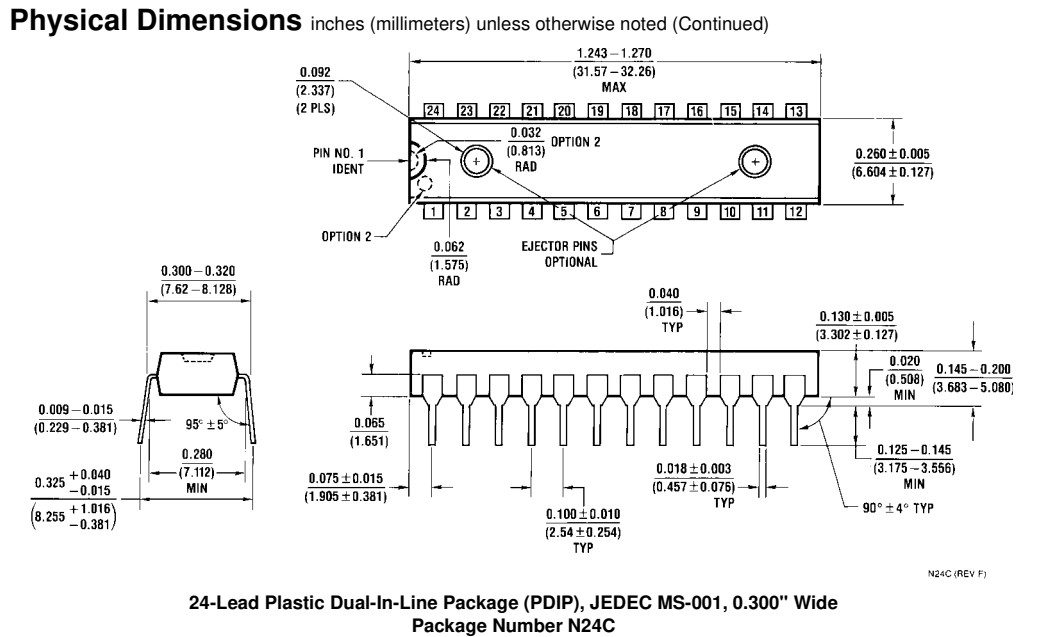 Physical Dimensions inches (millimeters) unless otherwise noted (Continued)
1.243 – 1.270
(31.57 – 32.26)
MAX
0.092
(2.337)
(2 PLS)
24 23 22 21 20 19 18 17 16 15 14 13
0.032
(0.813)
RAD
OPTION 2
PIN NO. 1
IDENT
0.260 ± 0.005
(6.604 ± 0.127)
1 2 3 4 5 6 7 8 9 10 11 12
OPTION 2
0.062
(1.575)
RAD
EJECTOR PINS
OPTIONAL
0.300 – 0.320
(7.62 – 8.128)
0.040
(1.016)
TYP
0.130 ± 0.005
(3.302 ± 0.127)
0.020
(0.508)
MIN
0.145 – 0.200
(3.683 – 5.080)
0.009 – 0.015
(0.229 – 0.381)
95° ± 5°
0.065
(1.651)
0.280
(7.112)
MIN
0.125 – 0.145
(3.175 – 3.556)
MIN
0.325 + 0.040
– 0.015
(8.255 + 1.016
– 0.381)
0.075 ± 0.015
(1.905 ± 0.381)
0.018 ± 0.003
(0.457 ± 0.076)
TYP
0.100 ± 0.010
(2.54 ± 0.254)
TYP
90° ± 4° TYP
N24C (REV F)
24-Lead Plastic Dual-In-Line Package (PDIP), JEDEC MS-001, 0.300" Wide
Package Number N24C